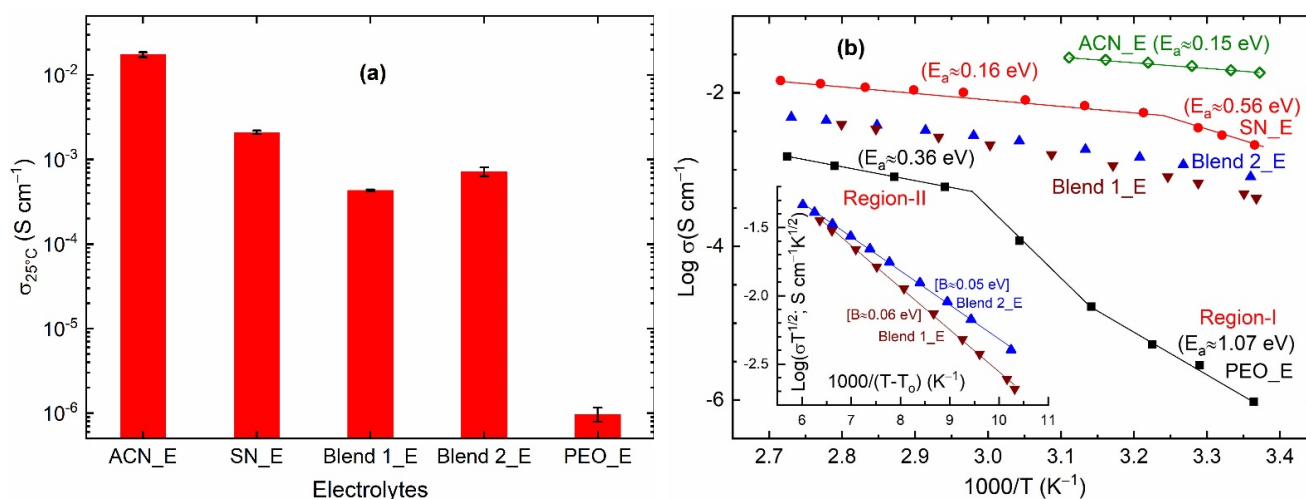 (a)
σ25°C (S cm−1)
10−2
10−3
10−4
10−5
10−6
ACN_E SN_E Blend 1_E Blend 2_E PEO_E
Electrolytes
(b)
ACN_E (Ea≈0.15 eV)
(Ea≈0.16 eV)
(Ea≈0.56 eV)
SN_E
Blend 2_E
Blend 1_E
(Ea≈0.36 eV)
Region-II
Region-I
(Ea≈1.07 eV)
PEO_E
Log σ(S cm−1)
-2
-4
-6
2.7 2.8 2.9 3.0 3.1 3.2 3.3 3.4
1000/T (K−1)
[B≈0.05 eV]
Blend 2_E
[B≈0.06 eV]
Blend 1_E
Log(σT1/2; S cm−1K1/2)
-1.5
-2.0
-2.5
1000/(T-To) (K−1)
6 7 8 9 10 11